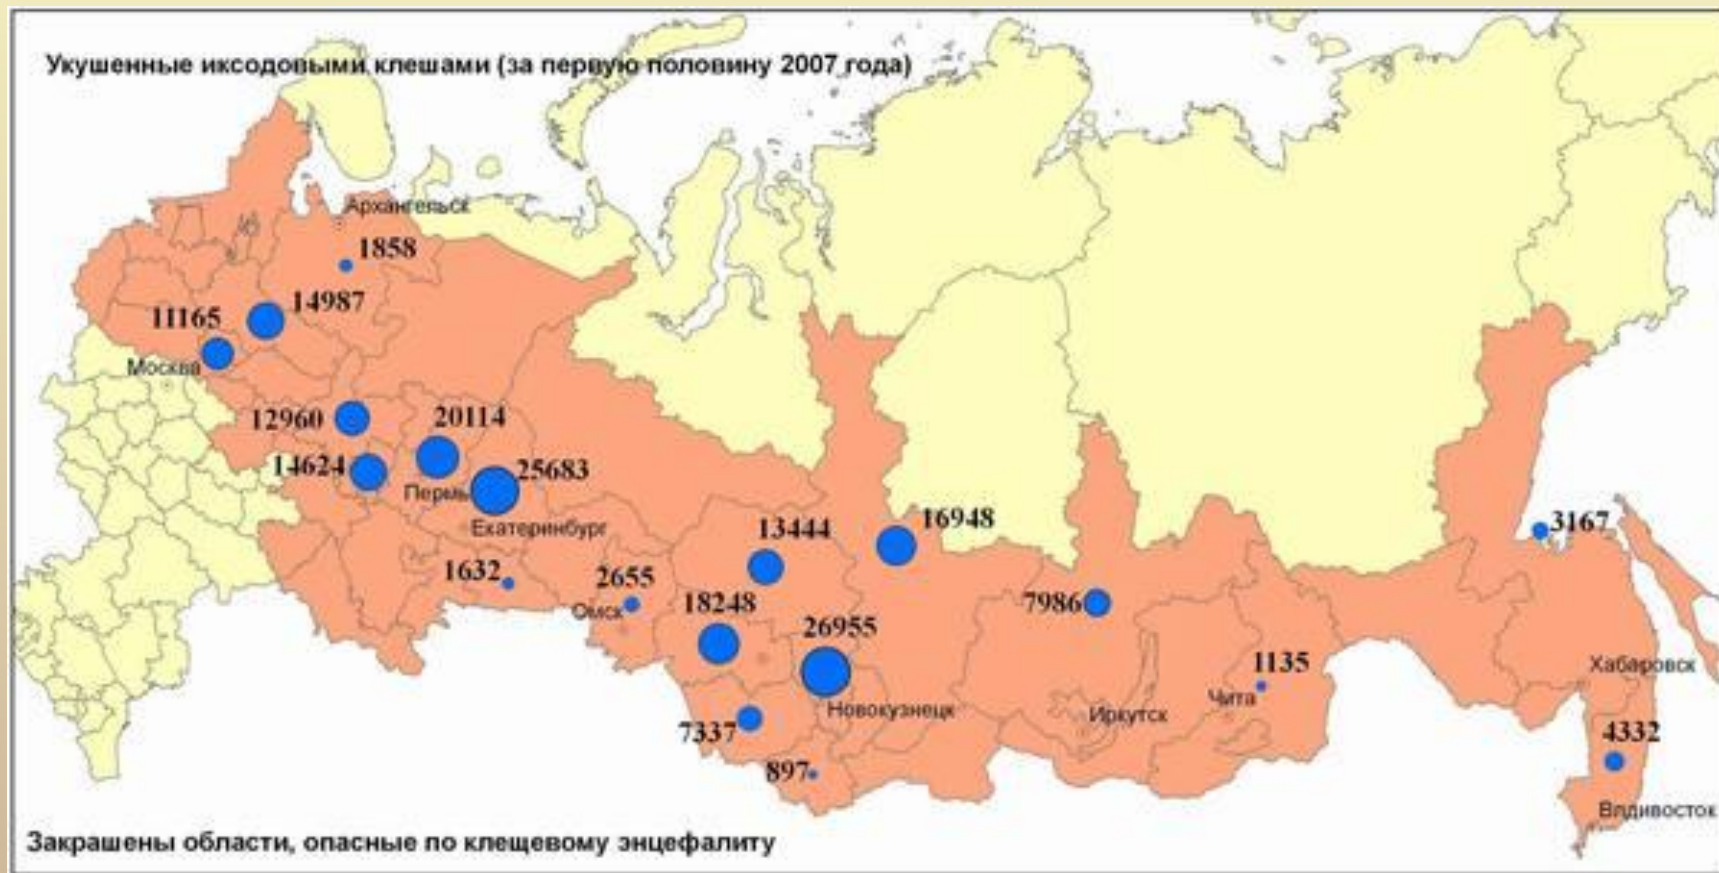 Укушенные иксодовыми клешами (за первую половину 2007 года)
Архангельск
1858
14987
11165
Москва
12960
20114
14624
25683
Пермь
Екатеринбург
13444
16948
3167
1632
2655
Омск
18248
7986
26955
1135
Хабаровск
Чита
Новокузнецк
Иркутск
7337
4332
897
Влдивосток
Закрашены области, опасные по клещевому энцефалиту